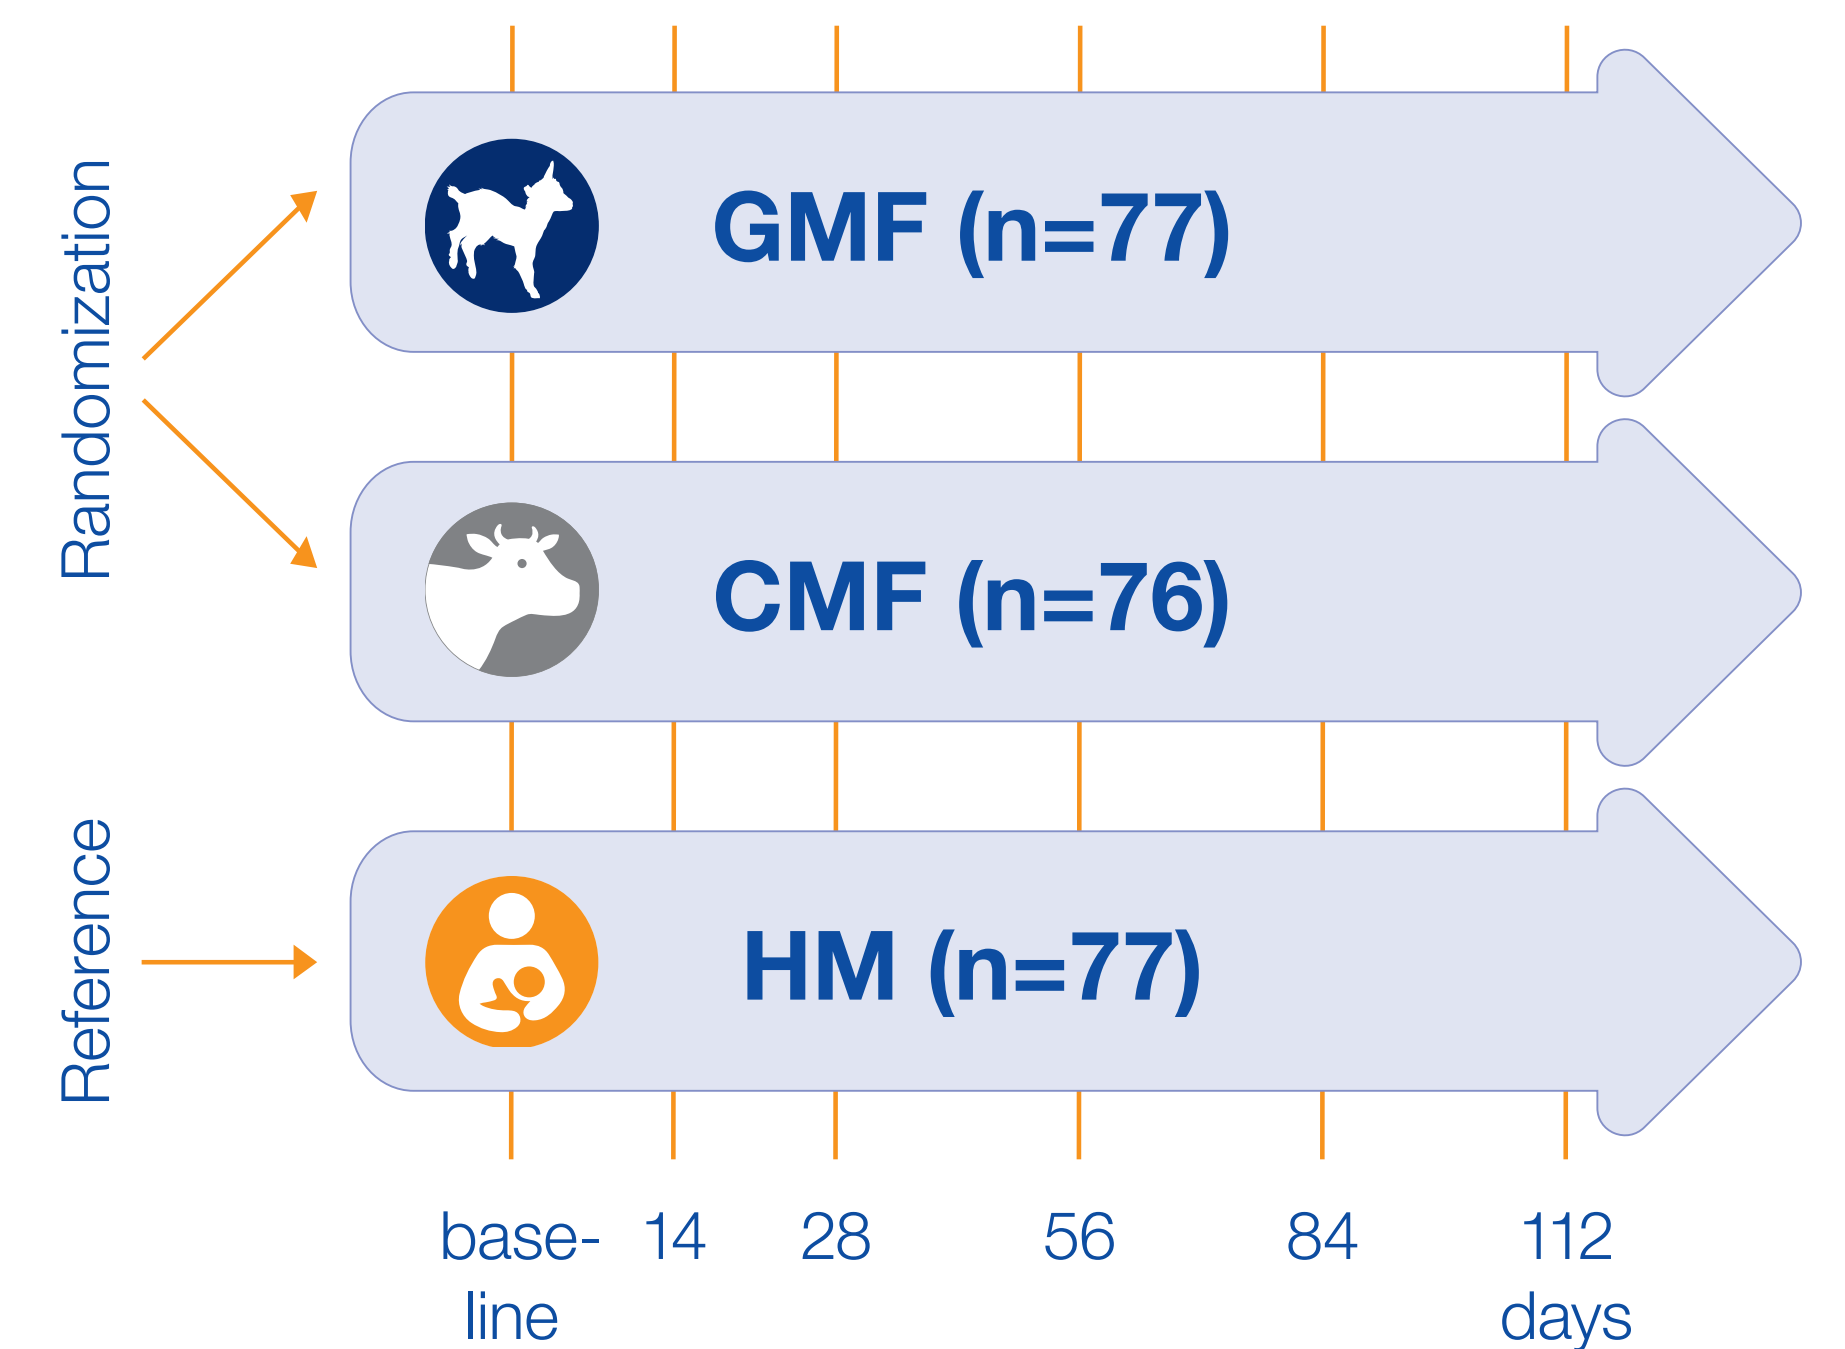 Randomization
Reference
GMF (n=77)
CMF (n=76)
HM (n=77)
base- 14 28 56 84 112
line days